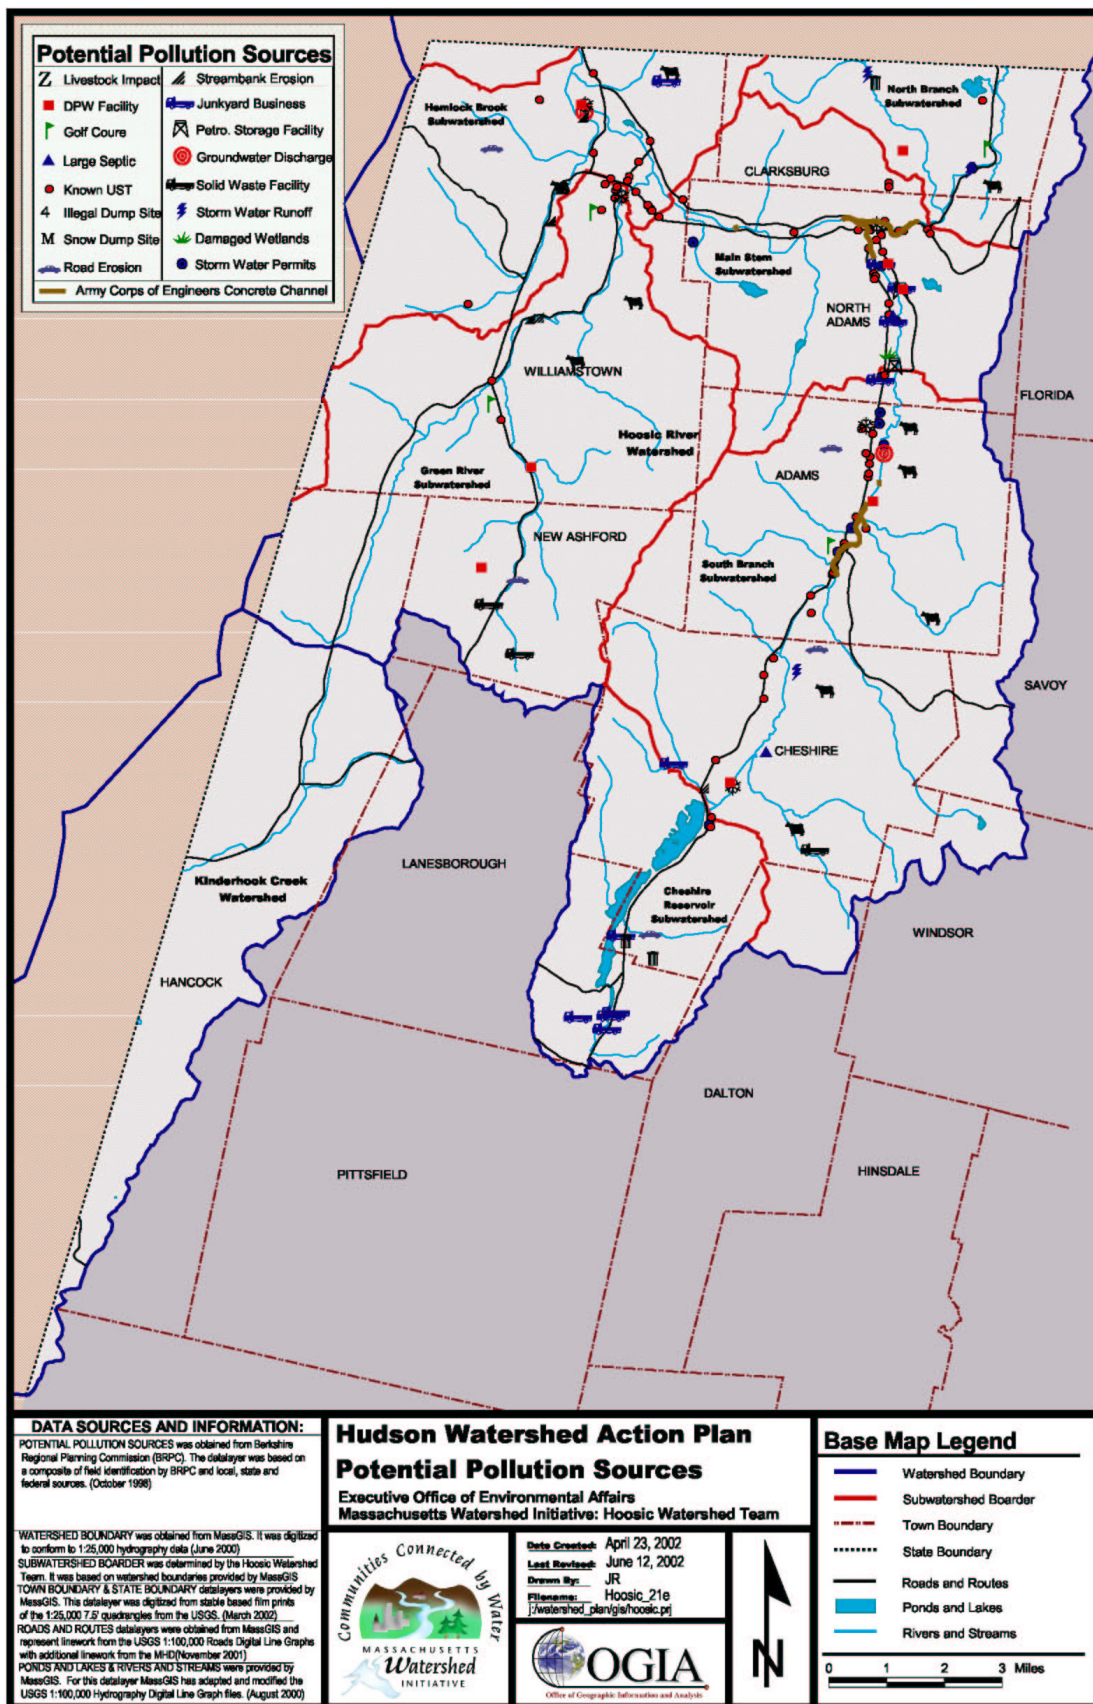 Potential Pollution Sources
Z Livestock Impact
Streambank Erosion
DPW Facility
Junkyard Business
Golf Coure
Petro. Storage Facility
Large Septic
Groundwater Discharge
Known UST
Solid Waste Facility
4 Illegal Dump Site
Storm Water Runoff
M Snow Dump Site
Damaged Wetlands
Road Erosion
Storm Water Permits
Army Corps of Engineers Concrete Channel
Hemlock Brook
Subwatershed
North Branch
Subwatershed
CLARKSBURG
Main Stem
Subwatershed
NORTH
ADAMS
WILLIAMSTOWN
FLORIDA
Hoosic River
Watershed
Green River
Subwatershed
ADAMS
NEW ASHFORD
South Branch
Subwatershed
SAVOY
CHESHIRE
LANESBOROUGH
Kinderhook Creek
Watershed
Cheshire
Reservoir
Subwatershed
WINDSOR
HANCOCK
DALTON
PITTSFIELD
HINSDALE
DATA SOURCES AND INFORMATION:
POTENTIAL POLLUTION SOURCES was obtained from Berkshire
Regional Planning Commission (BRPC). The datalayer was based on
a composite of field identification by BRPC and local, state and
federal sources. (October 1998)
WATERSHED BOUNDARY was obtained from MassGIS. It was digitized
to conform to 1:25,000 hydrography data (June 2000)
SUBWATERSHED BOARDER was determined by the Hoosic Watershed
Team. It was based on watershed boundaries provided by MassGIS
TOWN BOUNDARY & STATE BOUNDARY datalayers were provided by
MassGIS. This datalayer was digitized from stable based film prints
of the 1:25,000 7.5' quadrangles from the USGS. (March 2002)
ROADS AND ROUTES datalayers were obtained from MassGIS and
represent linework from the USGS 1:100,000 Roads Digital Line Graphs
with additional linework from the MHD(November 2001)
PONDS AND LAKES & RIVERS AND STREAMS were provided by
MassGIS. For this datalayer MassGIS has adapted and modified the
USGS 1:100,000 Hydrography Digital Line Graph files. (August 2000)
Hudson Watershed Action Plan
Potential Pollution Sources
Executive Office of Environmental Affairs
Massachusetts Watershed Initiative: Hoosic Watershed Team
Communities Connected by Water
MASSACHUSETTS
Watershed
INITIATIVE
Date Created: April 23, 2002
Last Revised: June 12, 2002
Drawn By: JR
Filename: Hoosic_21e
j:/watershed_plan/gis/hoosic.prj
OGIA
Office of Geographic Information and Analysis
N
Base Map Legend
Watershed Boundary
Subwatershed Boarder
Town Boundary
State Boundary
Roads and Routes
Ponds and Lakes
Rivers and Streams
0 1 2 3 Miles